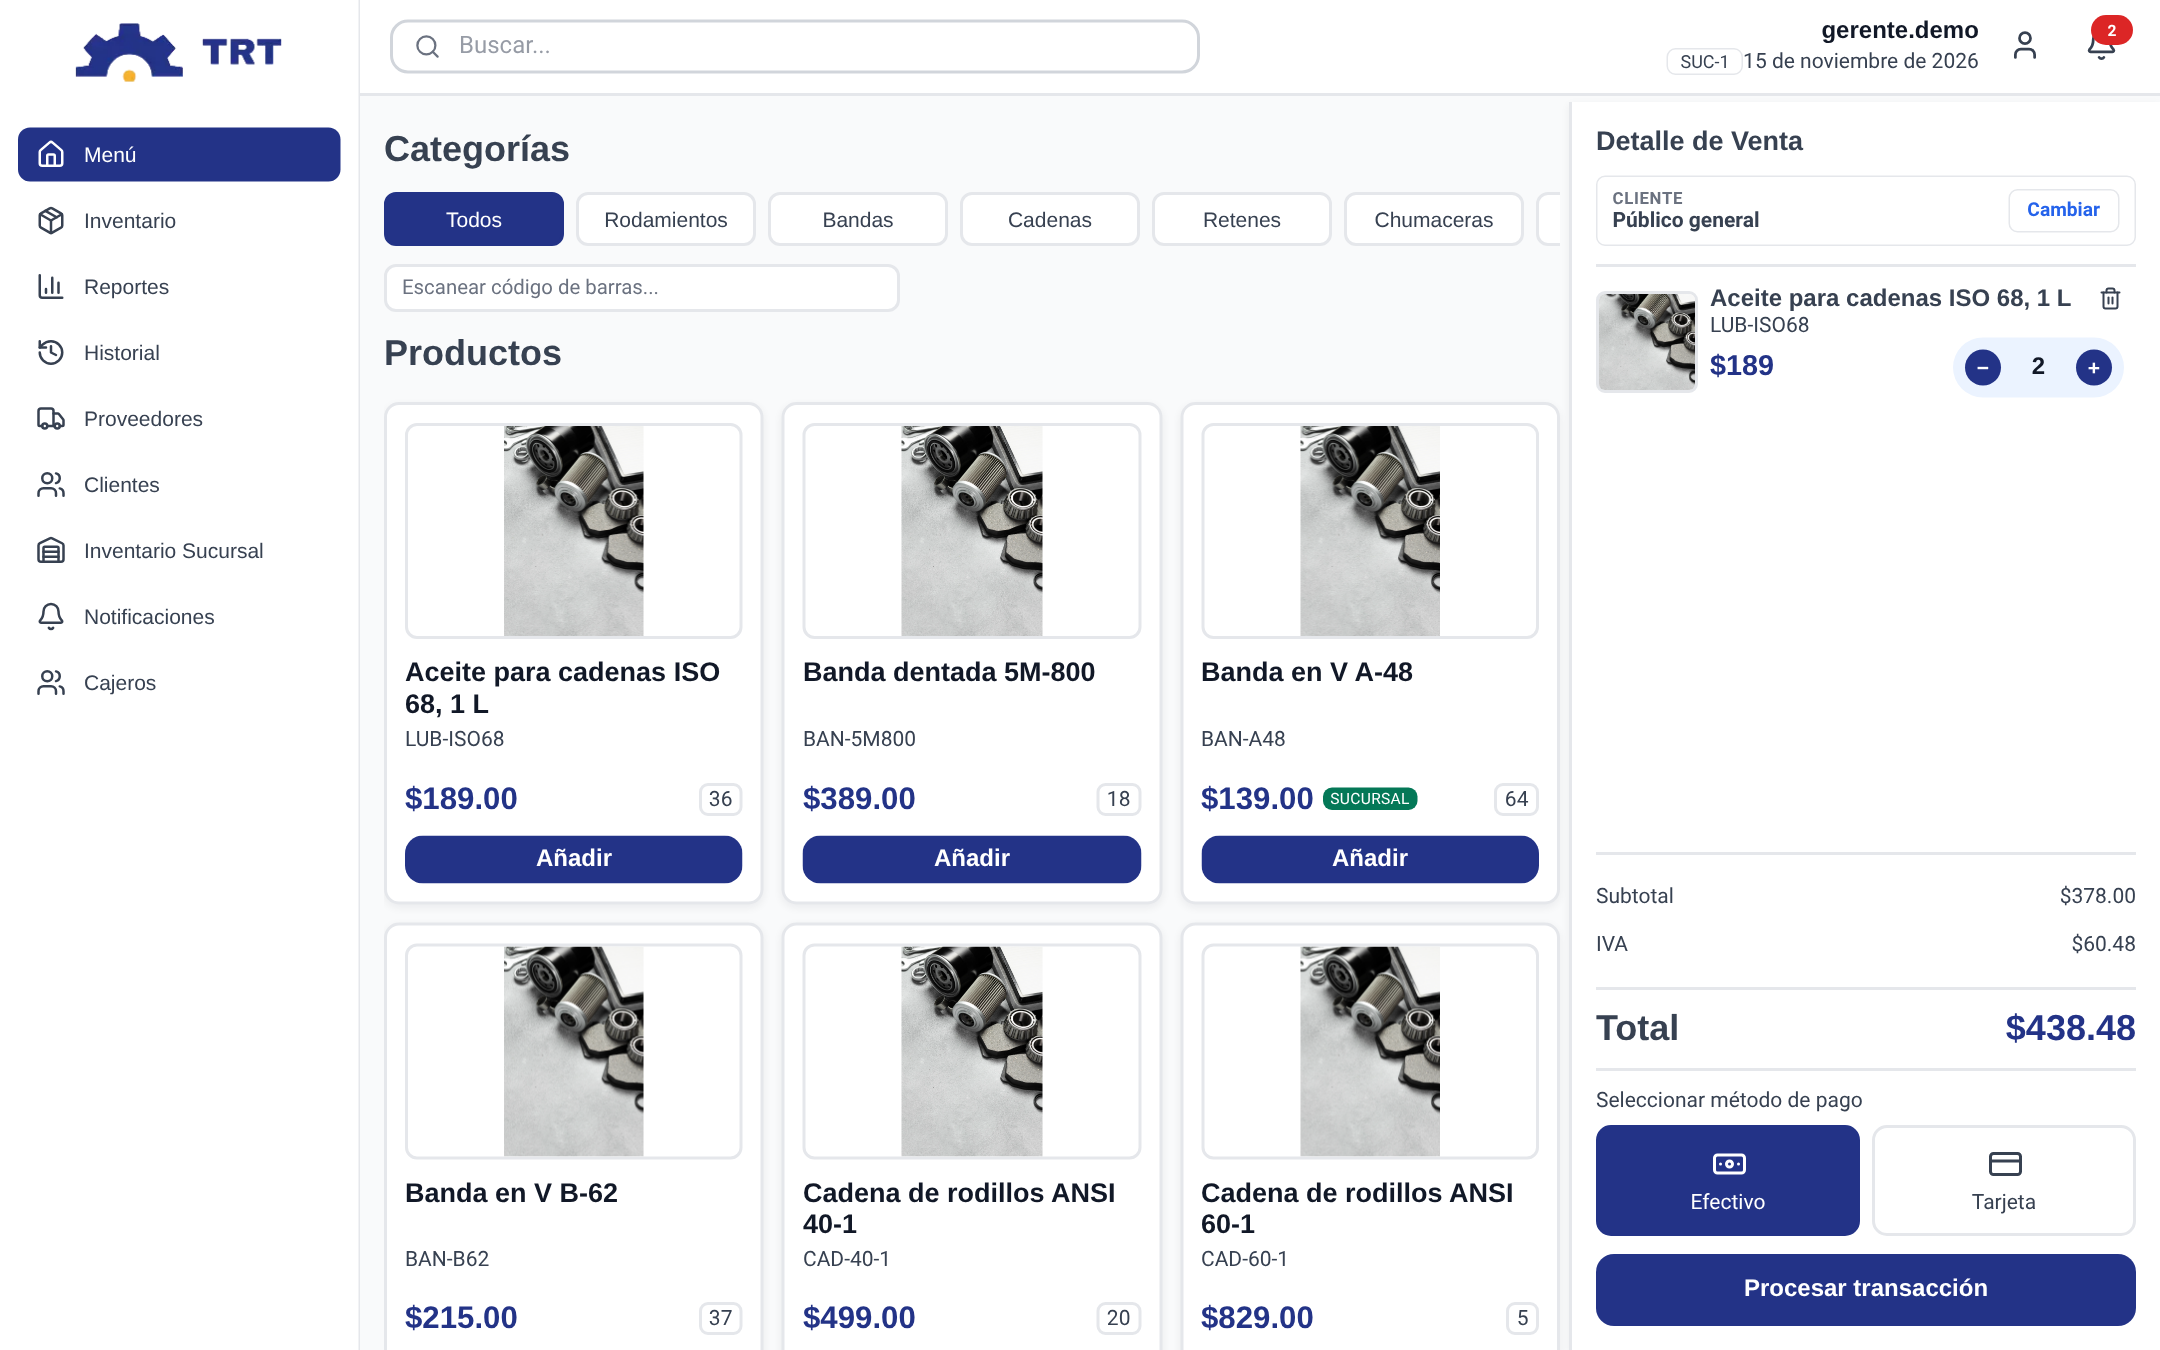 TRT
Buscar...
gerente.demo
SUC-1 15 de noviembre de 2026
2
Menú
Inventario
Reportes
Historial
Proveedores
Clientes
Inventario Sucursal
Notificaciones
Cajeros
Categorías
Todos
Rodamientos
Bandas
Cadenas
Retenes
Chumaceras
Escanear código de barras...
Productos
Aceite para cadenas ISO
68, 1 L
LUB-ISO68
$189.00
36
Añadir
Banda dentada 5M-800
BAN-5M800
$389.00
18
Añadir
Banda en V A-48
BAN-A48
$139.00
SUCURSAL
64
Añadir
Banda en V B-62
BAN-B62
$215.00
37
Cadena de rodillos ANSI
40-1
CAD-40-1
$499.00
20
Cadena de rodillos ANSI
60-1
CAD-60-1
$829.00
5
Detalle de Venta
CLIENTE
Público general
Cambiar
Aceite para cadenas ISO 68, 1 L
LUB-ISO68
$189
− 2 +
Subtotal $378.00
IVA $60.48
Total $438.48
Seleccionar método de pago
Efectivo
Tarjeta
Procesar transacción